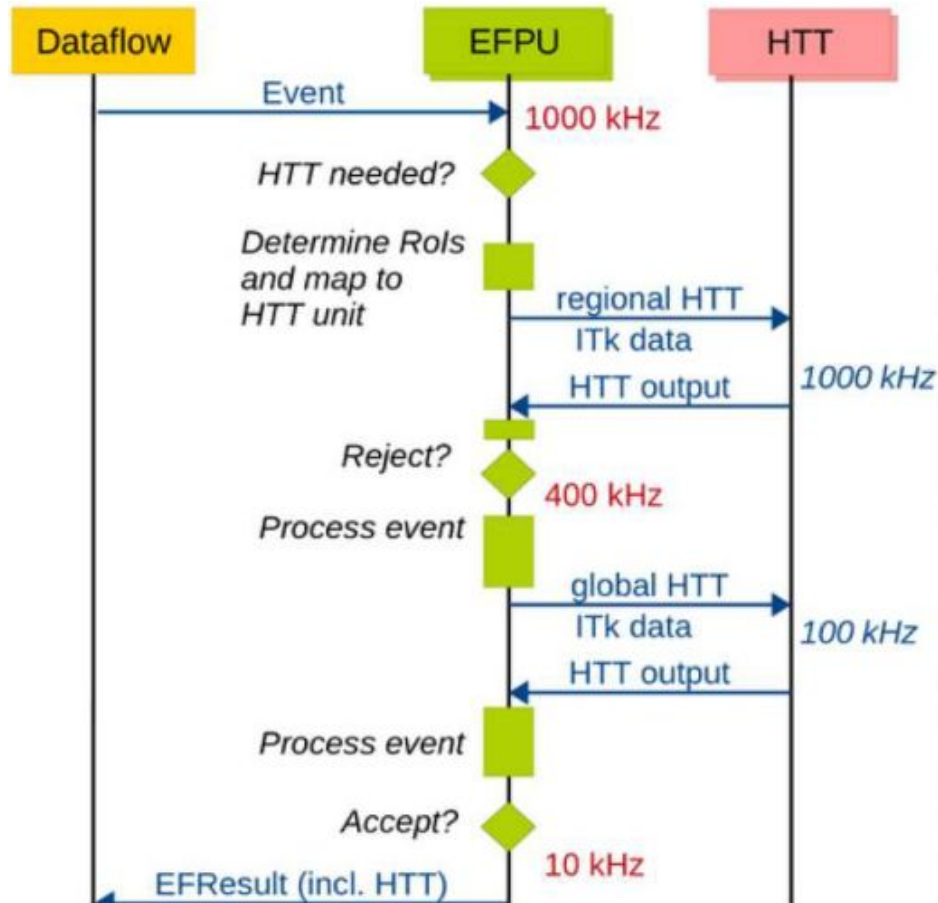 Dataflow
EFPU
HTT
Event
1000 kHz
HTT needed?
Determine RoIs
and map to
HTT unit
regional HTT
ITk data
1000 kHz
HTT output
Reject?
400 kHz
Process event
global HTT
ITk data
100 kHz
HTT output
Process event
Accept?
10 kHz
EFResult (incl. HTT)